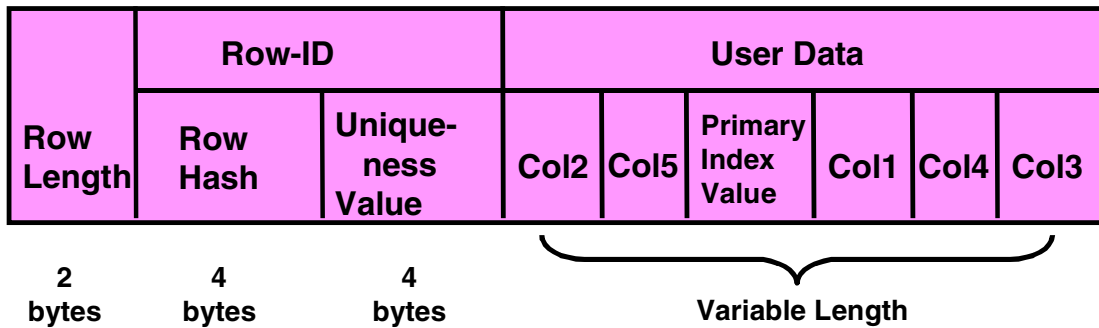 Row-ID
User Data
Row
Length
Row
Hash
Unique-
ness
Value
Col2
Col5
Primary
Index
Value
Col1
Col4
Col3
2
bytes
4
bytes
4
bytes
Variable Length